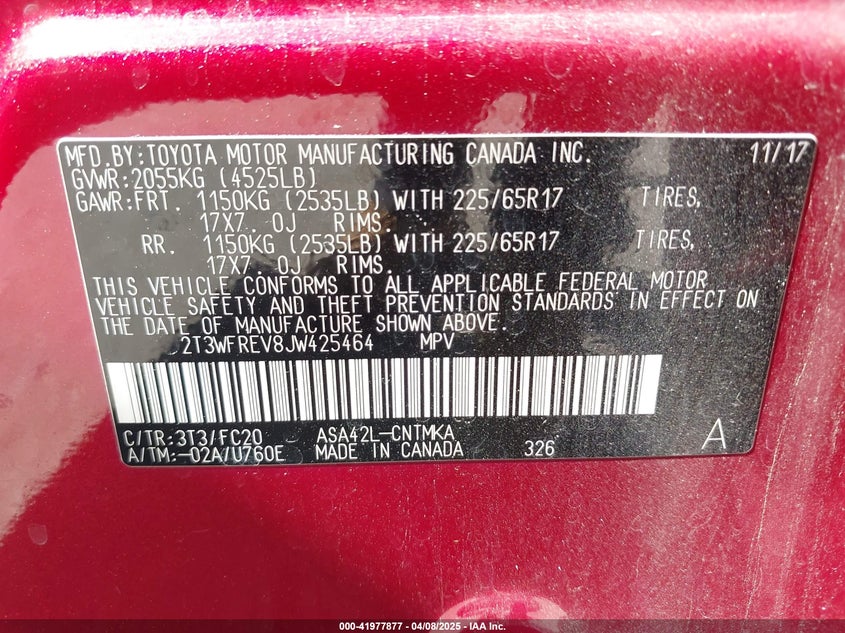 MFD.BY:TOYOTA MOTOR MANUFACTURING CANADA INC. 11/17
GVWR:2055KG (4525LB)
GAWR:FRT. 1150KG (2535LB) WITH 225/65R17 TIRES,
17X7.0J RIMS.
RR. 1150KG (2535LB) WITH 225/65R17 TIRES,
17X7.0J RIMS.
THIS VEHICLE CONFORMS TO ALL APPLICABLE FEDERAL MOTOR
VEHICLE SAFETY AND THEFT PREVENTION STANDARDS IN EFFECT ON
THE DATE OF MANUFACTURE SHOWN ABOVE.
2T3WFREV8JW425464 MPV
C/TR:3T3/FC20 ASA42L-CNTMKA
A/TM:-02A/U760E MADE IN CANADA 326 A
000-41977877 | 04/08/2025 | IAA Inc.